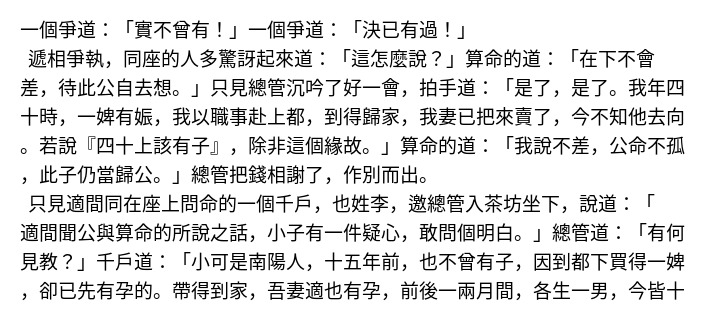 一個爭道：「實不曾有！」一個爭道：「決已有過！」
遞相爭執，同座的人多驚訝起來道：「這怎麼說？」算命的道：「在下不會
差，待此公自去想。」只見總管沉吟了好一會，拍手道：「是了，是了。我年四
十時，一婢有娠，我以職事赴上都，到得歸家，我妻已把來賣了，今不知他去向
。若說『四十上該有子』，除非這個緣故。」算命的道：「我說不差，公命不孤
，此子仍當歸公。」總管把錢相謝了，作別而出。
只見適間同在座上問命的一個千戶，也姓李，邀總管入茶坊坐下，說道：「
適間聞公與算命的所說之話，小子有一件疑心，敢問個明白。」總管道：「有何
見教？」千戶道：「小可是南陽人，十五年前，也不曾有子，因到都下買得一婢
，卻已先有孕的。帶得到家，吾妻適也有孕，前後一兩月間，各生一男，今皆十